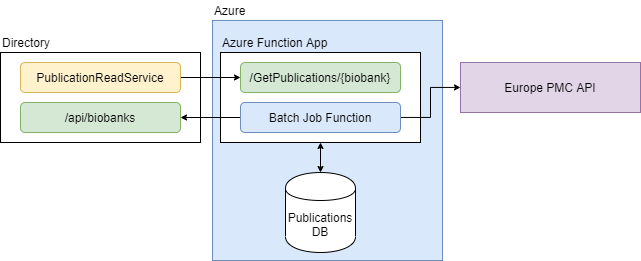 Azure
Directory
Azure Function App
PublicationReadService
/GetPublications/{biobank}
Europe PMC API
/api/biobanks
Batch Job Function
Publications
DB